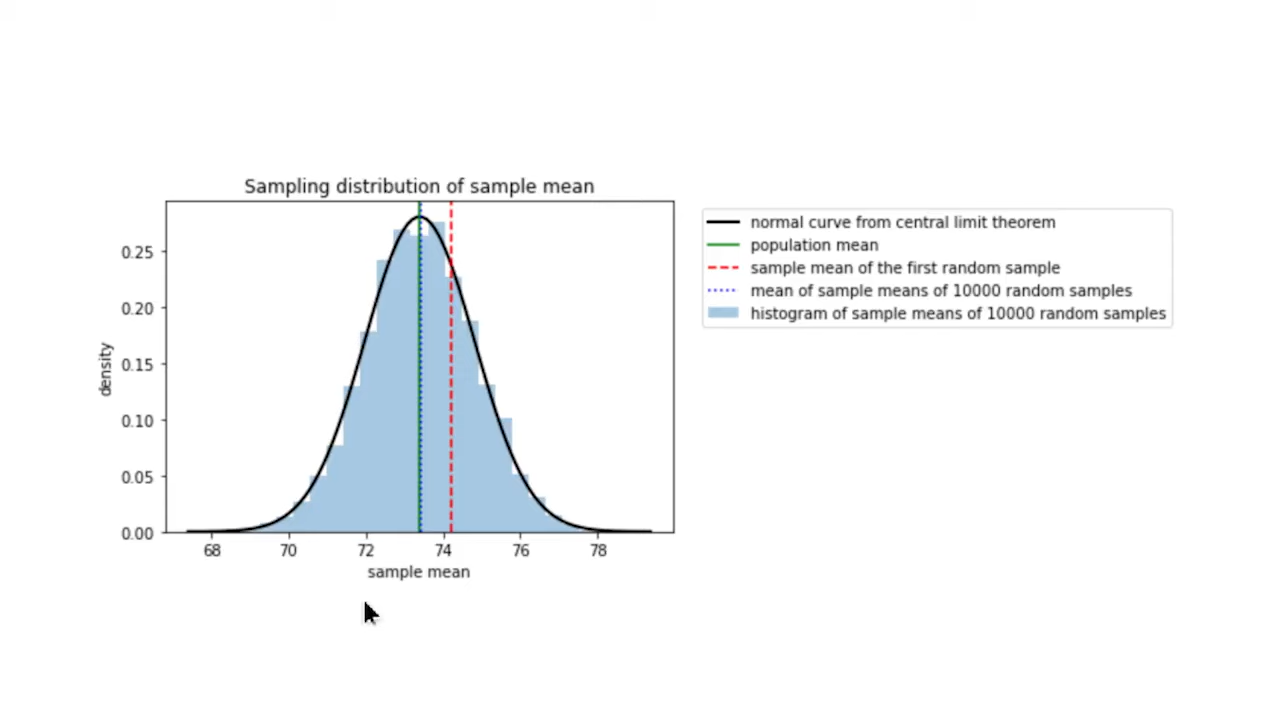 Sampling distribution of sample mean
normal curve from central limit theorem
population mean
sample mean of the first random sample
mean of sample means of 10000 random samples
histogram of sample means of 10000 random samples
0.25
0.20
0.15
0.10
0.05
0.00
density
68 70 72 74 76 78
sample mean